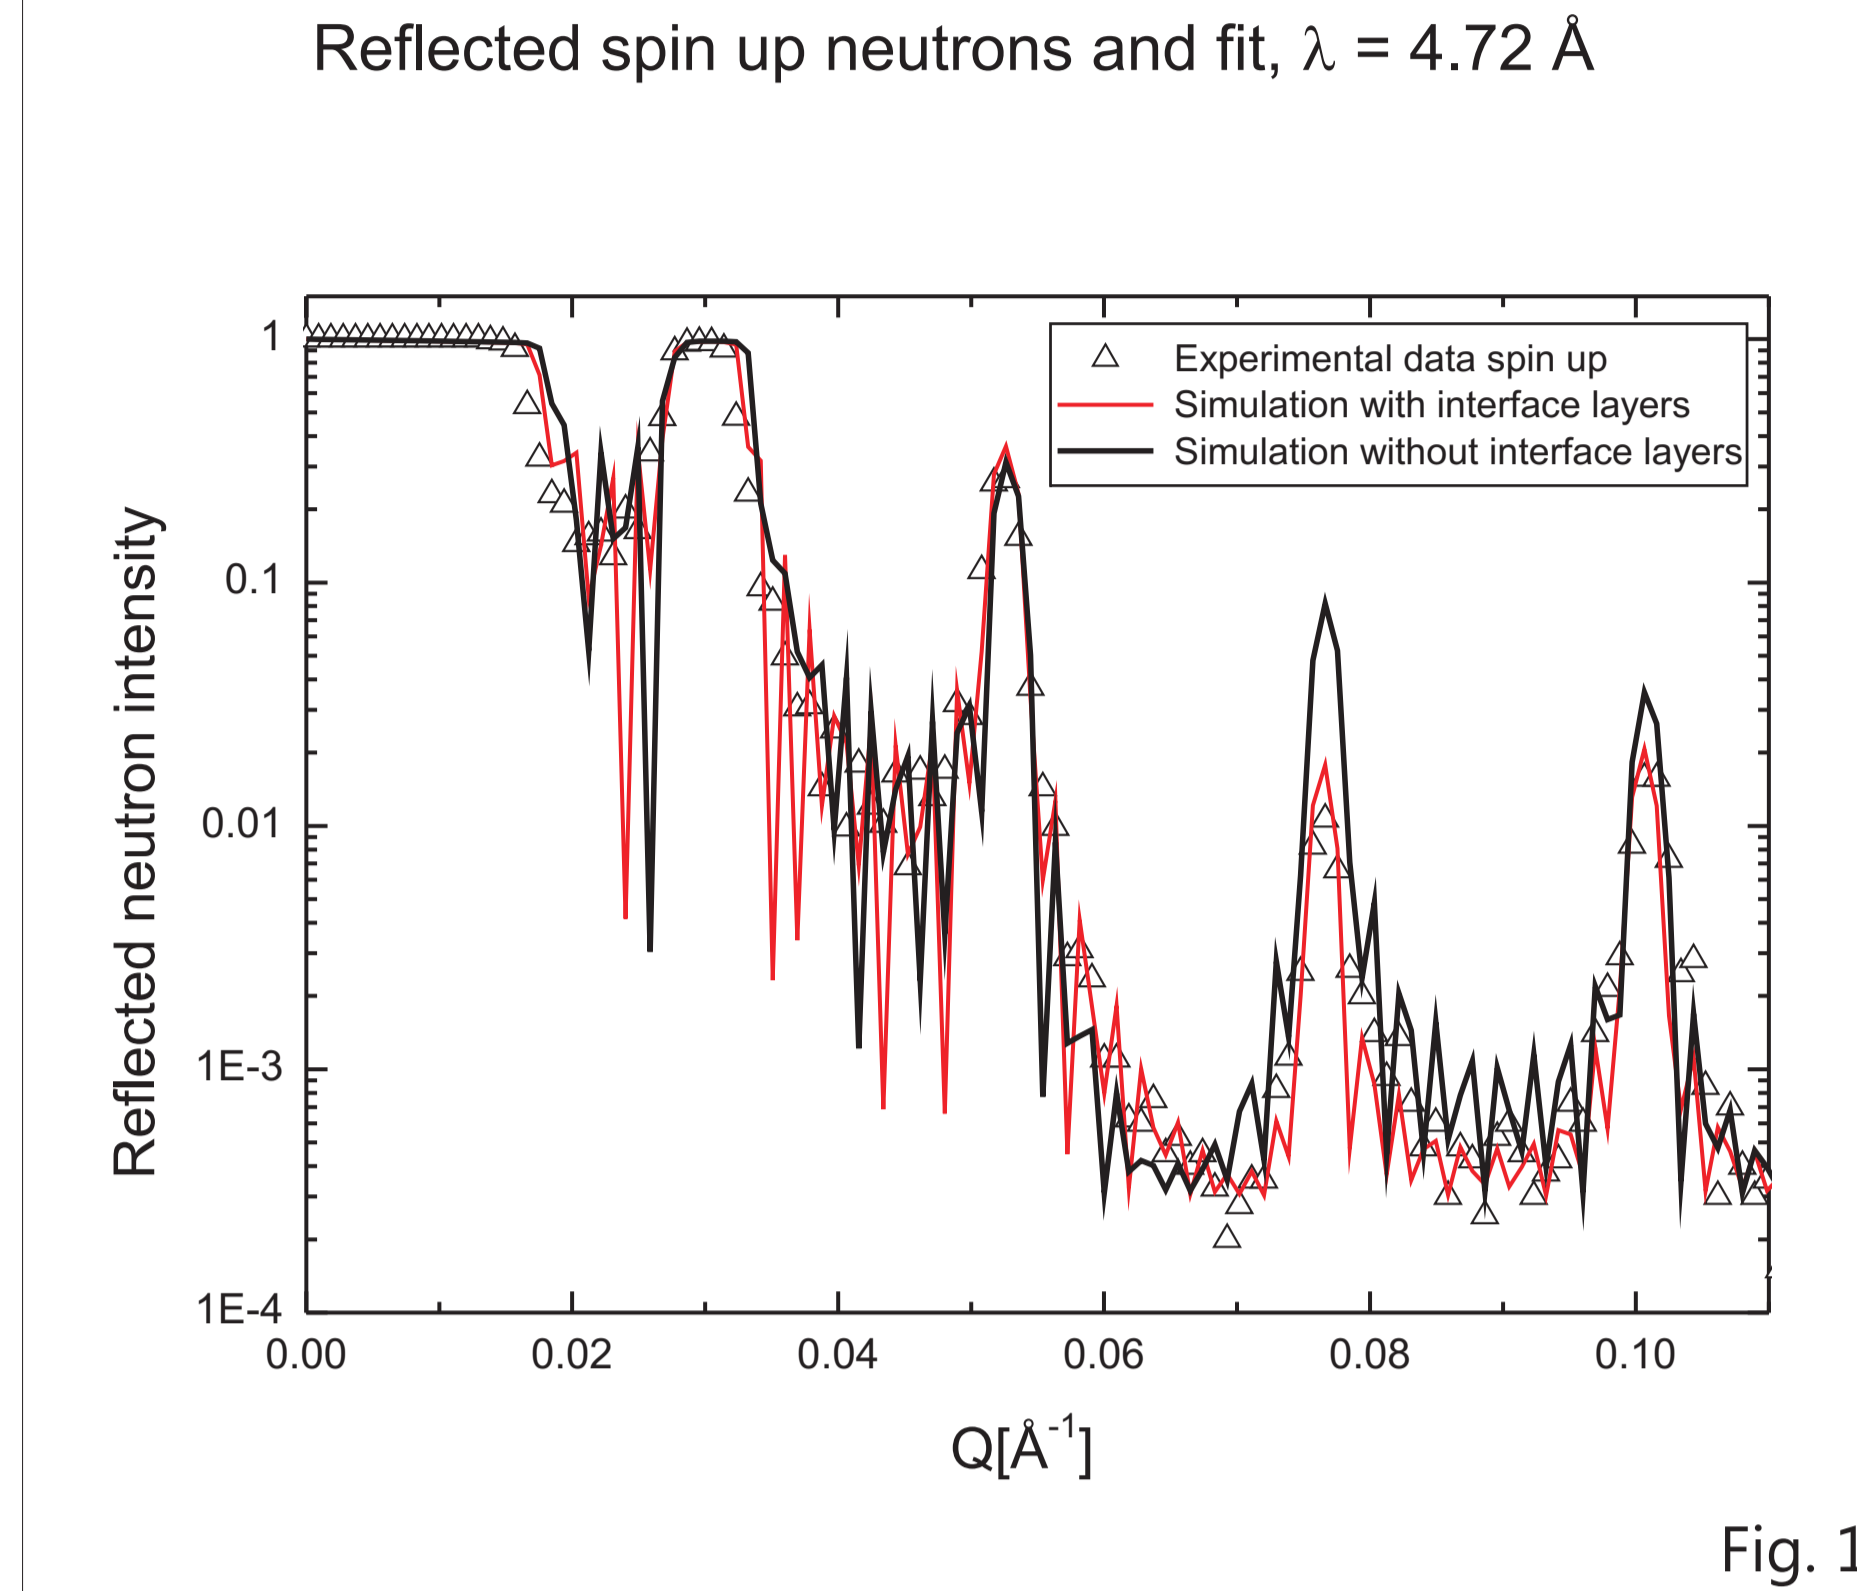 Reflected spin up neutrons and fit, λ = 4.72 Å
Experimental data spin up
Simulation with interface layers
Simulation without interface layers
Reflected neutron intensity
1
0.1
0.01
1E-3
1E-4
0.00 0.02 0.04 0.06 0.08 0.10
Q[Å⁻¹]
Fig. 1